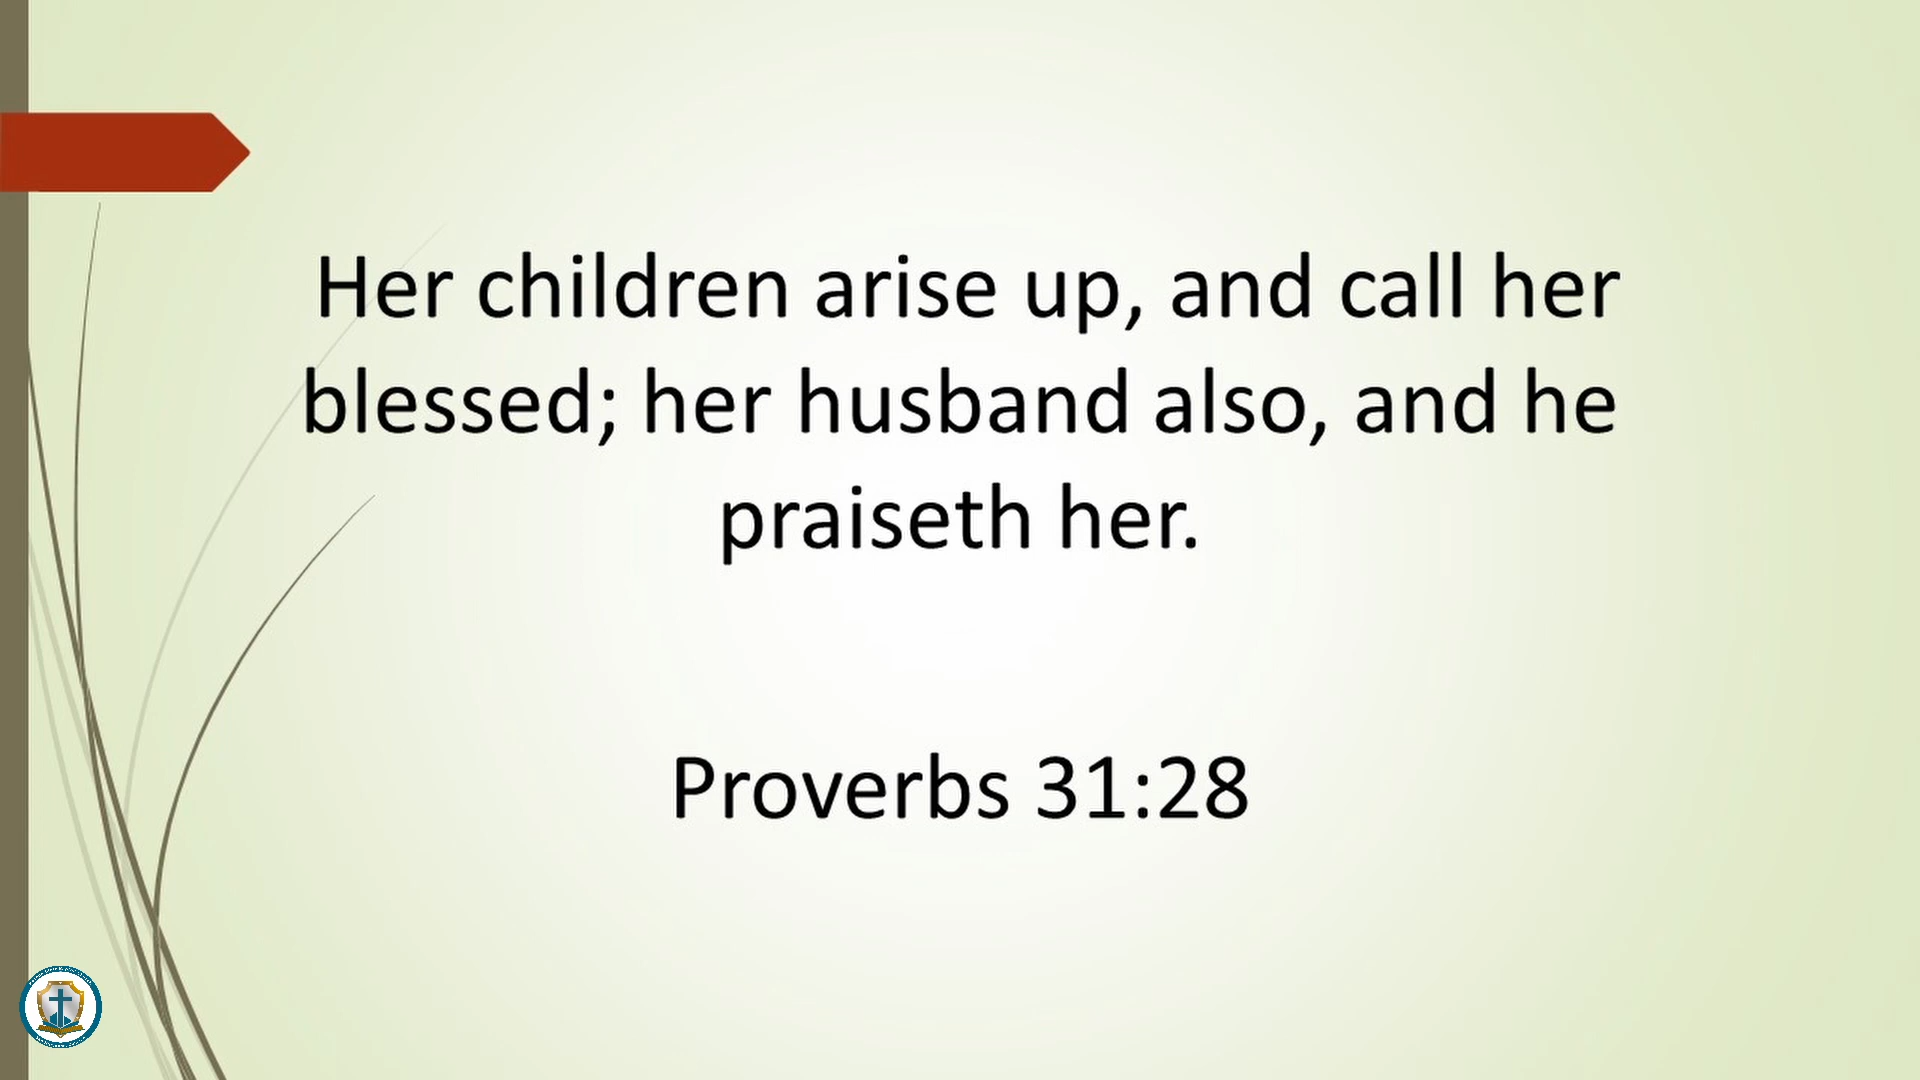 Her children arise up, and call her
blessed; her husband also, and he
praiseth her.
Proverbs 31:28